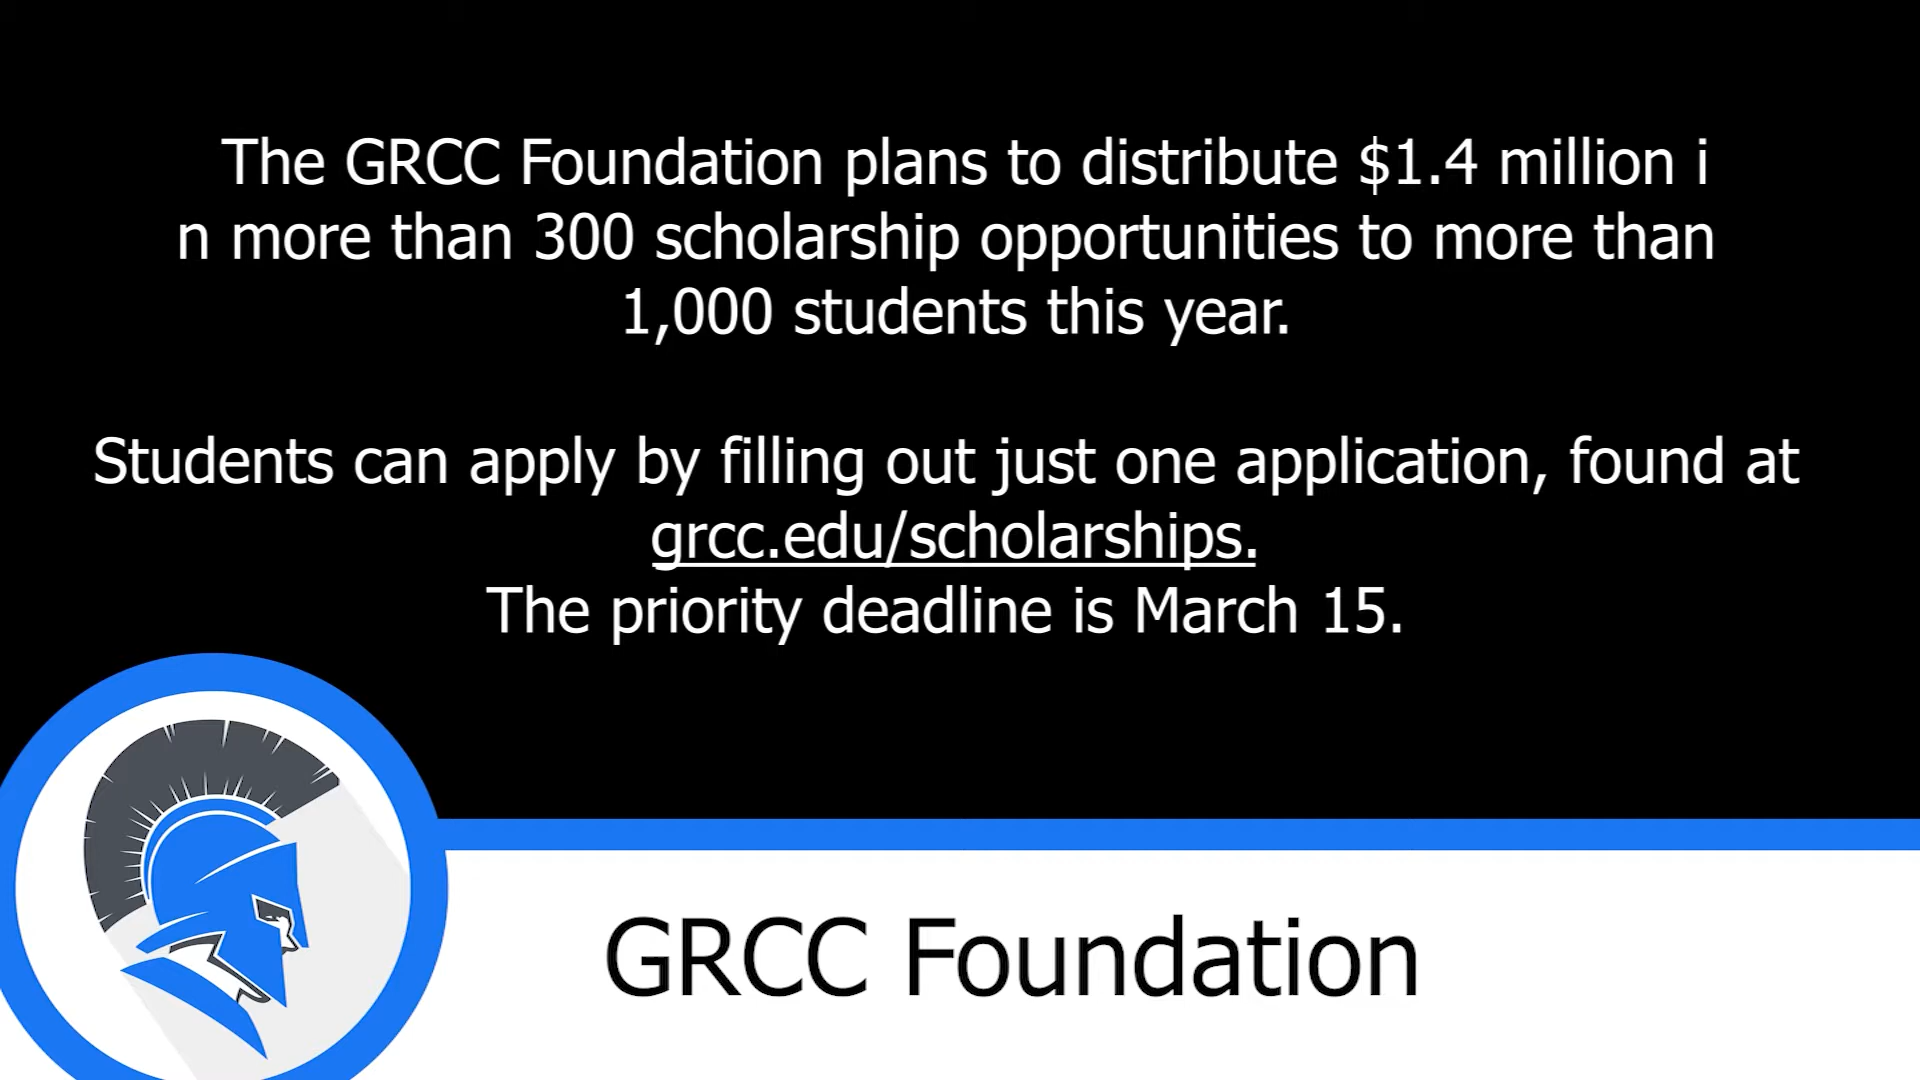 The GRCC Foundation plans to distribute $1.4 million i
n more than 300 scholarship opportunities to more than
1,000 students this year.
Students can apply by filling out just one application, found at
grcc.edu/scholarships.
The priority deadline is March 15.
GRCC Foundation